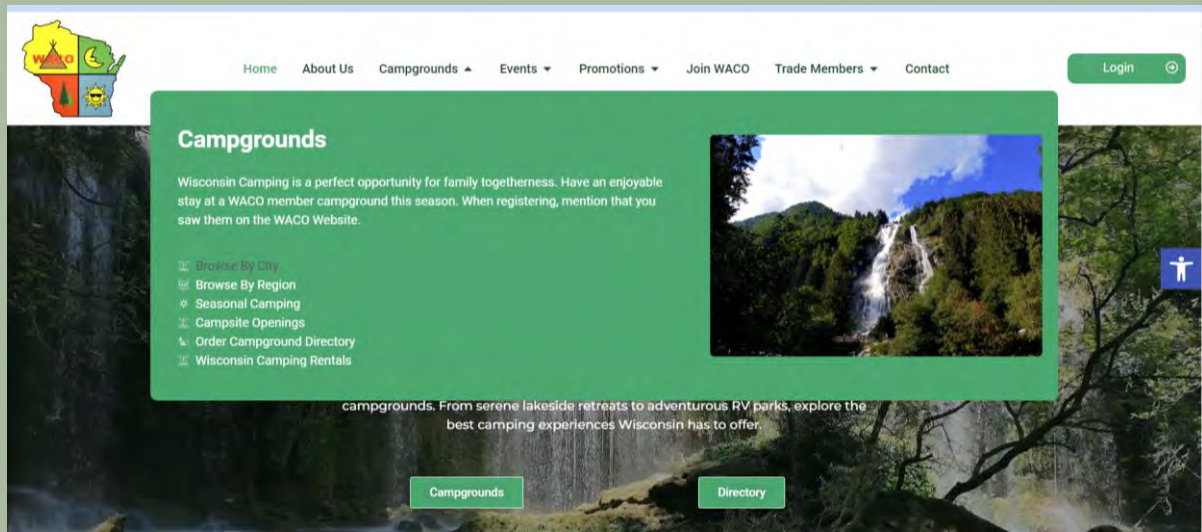 WACO
Home About Us Campgrounds Events Promotions Join WACO Trade Members Contact Login
Campgrounds
Wisconsin Camping is a perfect opportunity for family togetherness. Have an enjoyable
stay at a WACO member campground this season. When registering, mention that you
saw them on the WACO Website.
Browse By City
Browse By Region
Seasonal Camping
Campsite Openings
Order Campground Directory
Wisconsin Camping Rentals
campgrounds. From serene lakeside retreats to adventurous RV parks, explore the
best camping experiences Wisconsin has to offer.
Campgrounds Directory